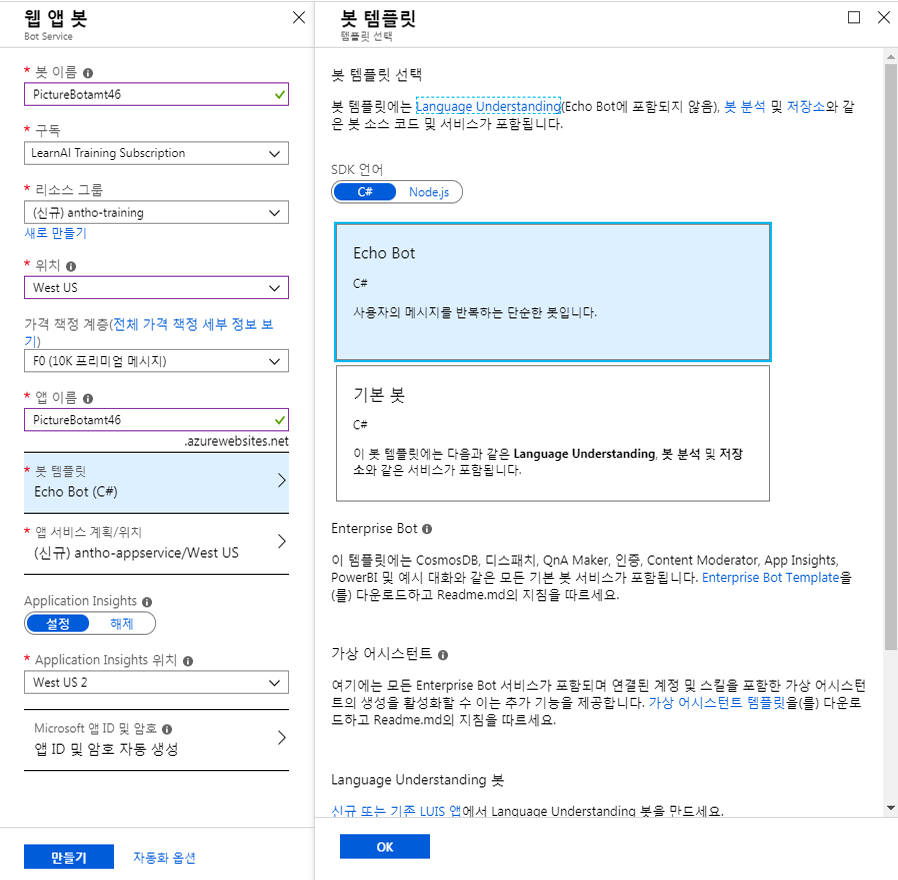 웹 앱 봇
Bot Service
* 봇 이름
PictureBotamt46
* 구독
LearnAI Training Subscription
* 리소스 그룹
(신규) antho-training
새로 만들기
* 위치
West US
가격 책정 계층(전체 가격 책정 세부 정보 보
기)
F0 (10K 프리미엄 메시지)
* 앱 이름
PictureBotamt46
.azurewebsites.net
* 봇 템플릿
Echo Bot (C#)
* 앱 서비스 계획/위치
(신규) antho-appservice/West US
Application Insights
설정 해제
* Application Insights 위치
West US 2
Microsoft 앱 ID 및 암호
앱 ID 및 암호 자동 생성
만들기 자동화 옵션
봇 템플릿
템플릿 선택
봇 템플릿 선택
봇 템플릿에는 Language Understanding(Echo Bot에 포함되지 않음), 봇 분석 및 저장소와 같
은 봇 소스 코드 및 서비스가 포함됩니다.
SDK 언어
C# Node.js
Echo Bot
C#
사용자의 메시지를 반복하는 단순한 봇입니다.
기본 봇
C#
이 봇 템플릿에는 다음과 같은 Language Understanding, 봇 분석 및 저장
소와 같은 서비스가 포함됩니다.
Enterprise Bot
이 템플릿에는 CosmosDB, 디스패치, QnA Maker, 인증, Content Moderator, App Insights,
PowerBI 및 예시 대화와 같은 모든 기본 봇 서비스가 포함됩니다. Enterprise Bot Template을
(를) 다운로드하고 Readme.md의 지침을 따르세요.
가상 어시스턴트
여기에는 모든 Enterprise Bot 서비스가 포함되며 연결된 계정 및 스킬을 포함한 가상 어시스턴
트의 생성을 활성화할 수 이는 추가 기능을 제공합니다. 가상 어시스턴트 템플릿을(를) 다운로
드하고 Readme.md의 지침을 따르세요.
Language Understanding 봇
신규 또는 기존 LUIS 앱에서 Language Understanding 봇을 만드세요.
OK